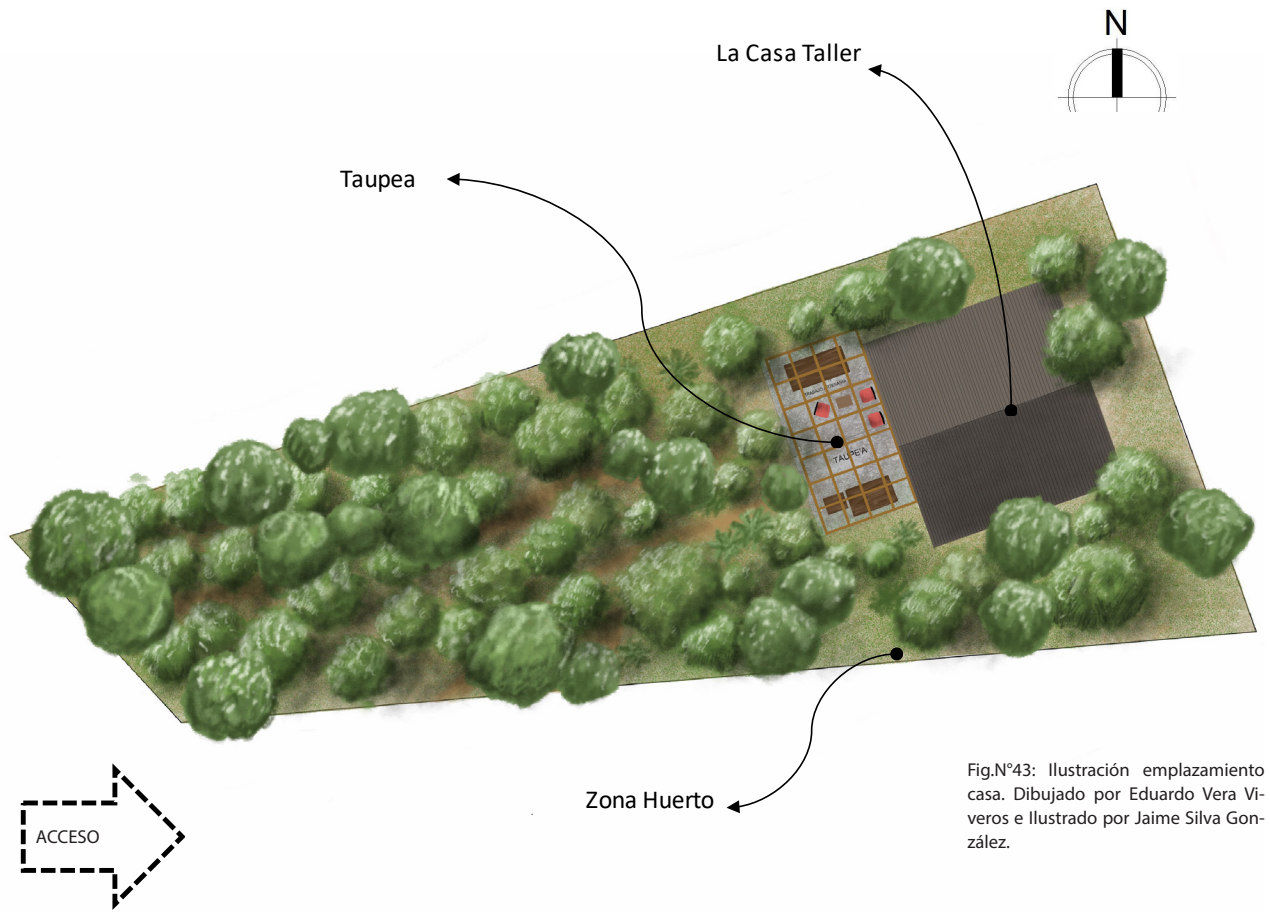 N
La Casa Taller
Taupea
TAUPE'A
Zona Huerto
ACCESO
Fig.N°43: Ilustración emplazamiento
casa. Dibujado por Eduardo Vera Vi-
veros e Ilustrado por Jaime Silva Gon-
zález.